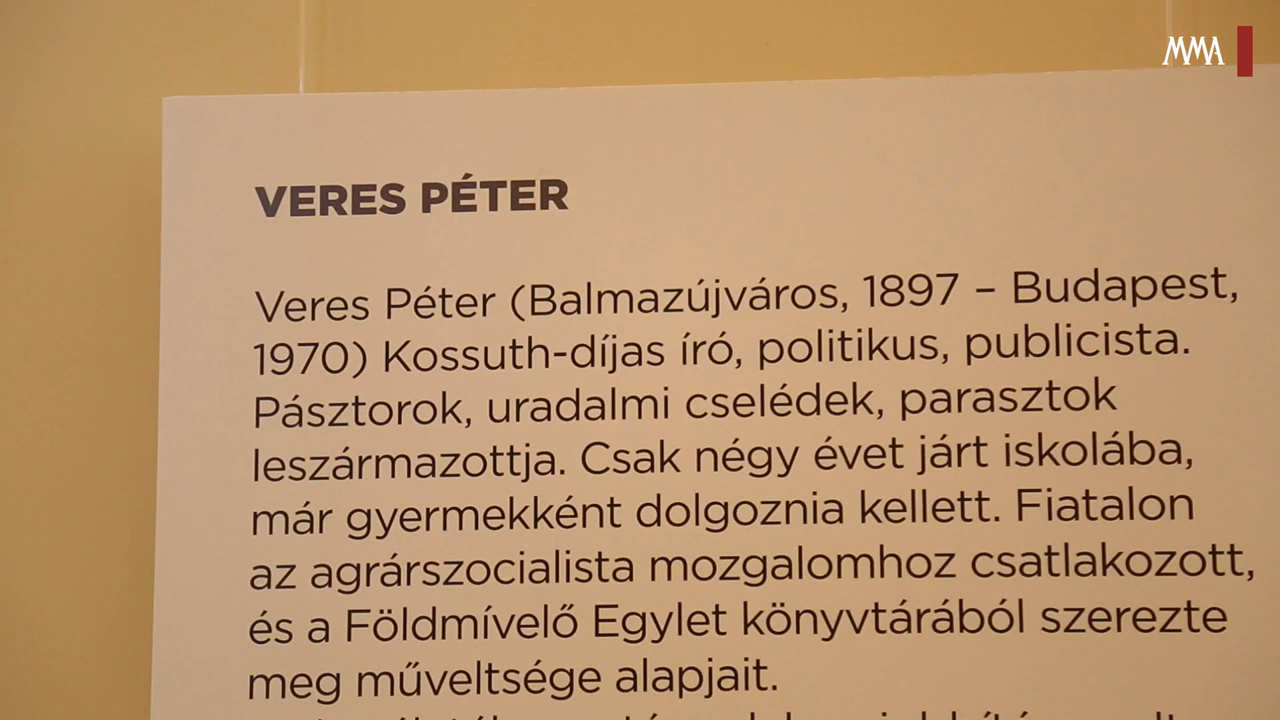 MMA
VERES PÉTER
Veres Péter (Balmazújváros, 1897 – Budapest,
1970) Kossuth-díjas író, politikus, publicista.
Pásztorok, uradalmi cselédek, parasztok
leszármazottja. Csak négy évet járt iskolába,
már gyermekként dolgoznia kellett. Fiatalon
az agrárszocialista mozgalomhoz csatlakozott,
és a Földmívelő Egylet könyvtárából szerezte
meg műveltsége alapjait.